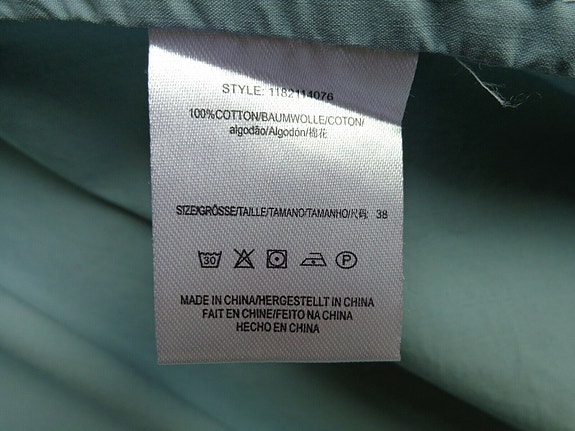 STYLE: 1182114076
100%COTTON/BAUMWOLLE/COTON/
algodão/Algodón/棉花
SIZE/GRÖSSE/TAILLE/TAMANO/TAMANHO/尺码: 38
30 P
MADE IN CHINA/HERGESTELLT IN CHINA
FAIT EN CHINE/FEITO NA CHINA
HECHO EN CHINA